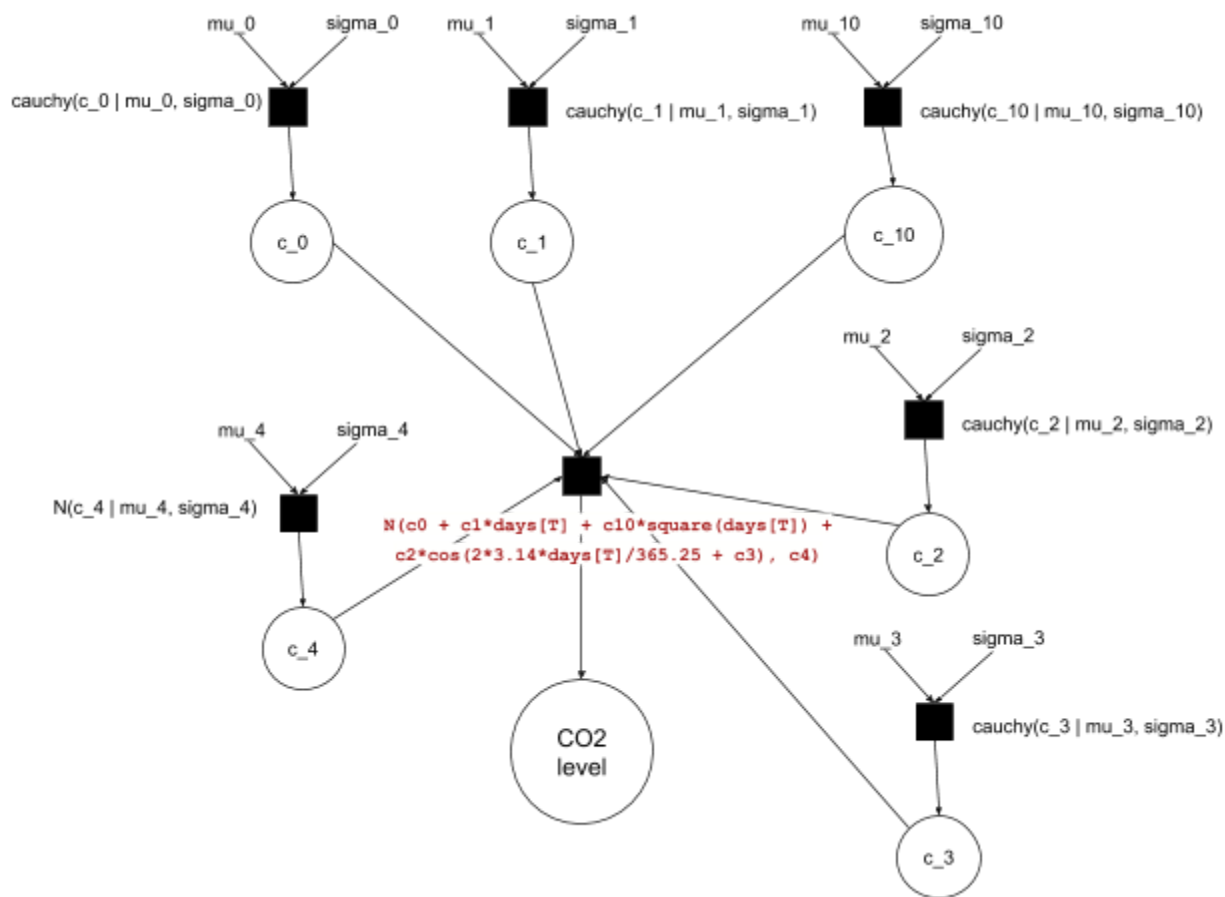 mu_0
sigma_0
mu_1
sigma_1
mu_10
sigma_10
cauchy(c_0 | mu_0, sigma_0)
cauchy(c_1 | mu_1, sigma_1)
cauchy(c_10 | mu_10, sigma_10)
c_0
c_1
c_10
mu_2
sigma_2
cauchy(c_2 | mu_2, sigma_2)
mu_4
sigma_4
N(c_4 | mu_4, sigma_4)
N(c0 + c1*days[T] + c10*square(days[T]) +
c2*cos(2*3.14*days[T]/365.25 + c3), c4)
c_2
c_4
mu_3
sigma_3
cauchy(c_3 | mu_3, sigma_3)
CO2
level
c_3